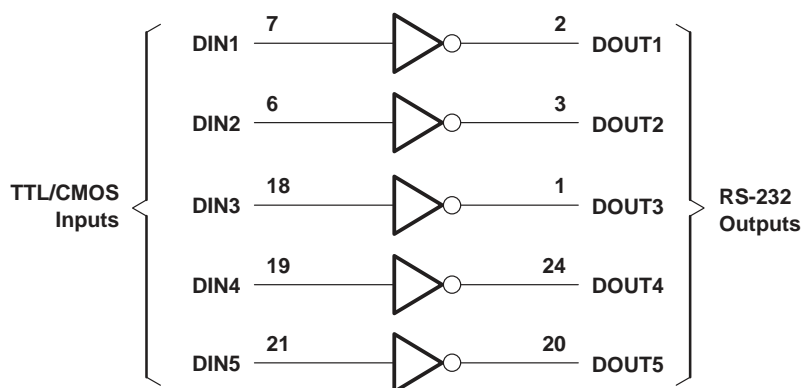 DIN1 7 2 DOUT1
DIN2 6 3 DOUT2
TTL/CMOS
Inputs
DIN3 18 1 DOUT3
RS-232
Outputs
DIN4 19 24 DOUT4
DIN5 21 20 DOUT5